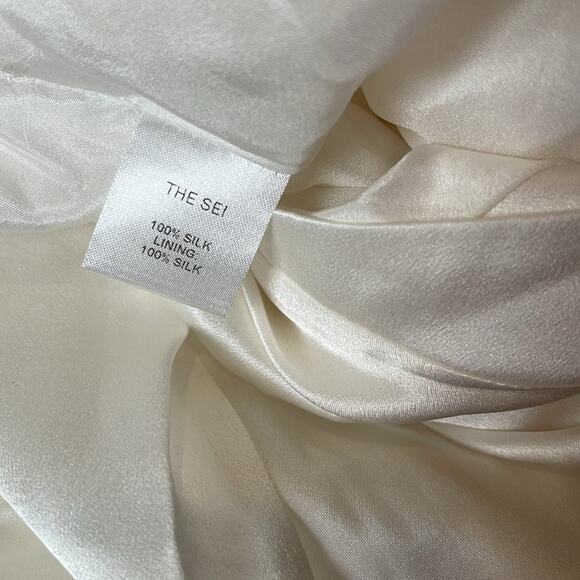 THE SEI
100% SILK
LINING:
100% SILK